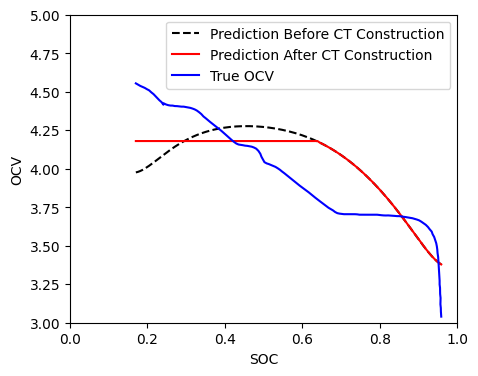 5.00
4.75
4.50
4.25
4.00
3.75
3.50
3.25
3.00
OCV
Prediction Before CT Construction
Prediction After CT Construction
True OCV
0.0 0.2 0.4 0.6 0.8 1.0
SOC